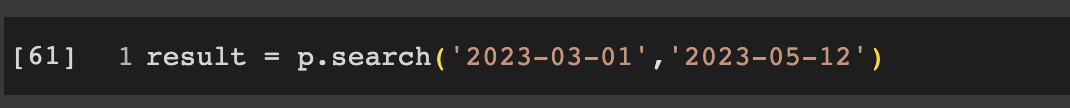 [61] 1 result = p.search('2023-03-01','2023-05-12')